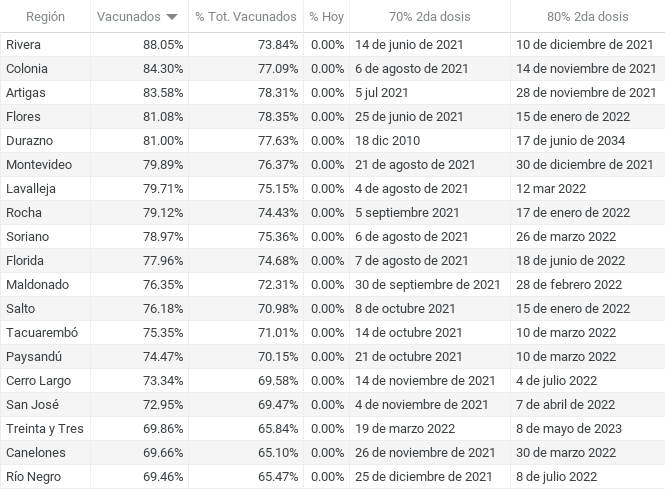 Región Vacunados % Tot. Vacunados % Hoy 70% 2da dosis 80% 2da dosis
Rivera 88.05% 73.84% 0.00% 14 de junio de 2021 10 de diciembre de 2021
Colonia 84.30% 77.09% 0.00% 6 de agosto de 2021 14 de noviembre de 2021
Artigas 83.58% 78.31% 0.00% 5 jul 2021 28 de noviembre de 2021
Flores 81.08% 78.35% 0.00% 25 de junio de 2021 15 de enero de 2022
Durazno 81.00% 77.63% 0.00% 18 dic 2010 17 de junio de 2034
Montevideo 79.89% 76.37% 0.00% 21 de agosto de 2021 30 de diciembre de 2021
Lavalleja 79.71% 75.15% 0.00% 4 de agosto de 2021 12 mar 2022
Rocha 79.12% 74.43% 0.00% 5 septiembre 2021 17 de enero de 2022
Soriano 78.97% 75.36% 0.00% 6 de agosto de 2021 26 de marzo 2022
Florida 77.96% 74.68% 0.00% 7 de agosto de 2021 18 de junio de 2022
Maldonado 76.35% 72.31% 0.00% 30 de septiembre de 2021 28 de febrero 2022
Salto 76.18% 70.98% 0.00% 8 de octubre 2021 15 de enero de 2022
Tacuarembó 75.35% 71.01% 0.00% 14 de octubre 2021 10 de marzo 2022
Paysandú 74.47% 70.15% 0.00% 21 de octubre 2021 10 de marzo 2022
Cerro Largo 73.34% 69.58% 0.00% 14 de noviembre de 2021 4 de julio 2022
San José 72.95% 69.47% 0.00% 4 de noviembre de 2021 7 de abril de 2022
Treinta y Tres 69.86% 65.84% 0.00% 19 de marzo 2022 8 de mayo de 2023
Canelones 69.66% 65.10% 0.00% 26 de noviembre de 2021 30 de marzo 2022
Río Negro 69.46% 65.47% 0.00% 25 de diciembre de 2021 8 de julio 2022